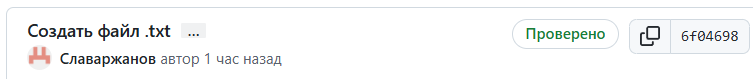 Создать файл .txt ...
Проверено
6f04698
Славаржанов автор 1 час назад